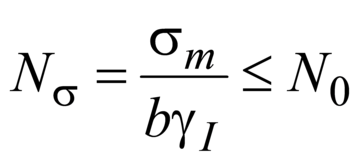 N_σ = σ_m / bγ_I ≤ N_0